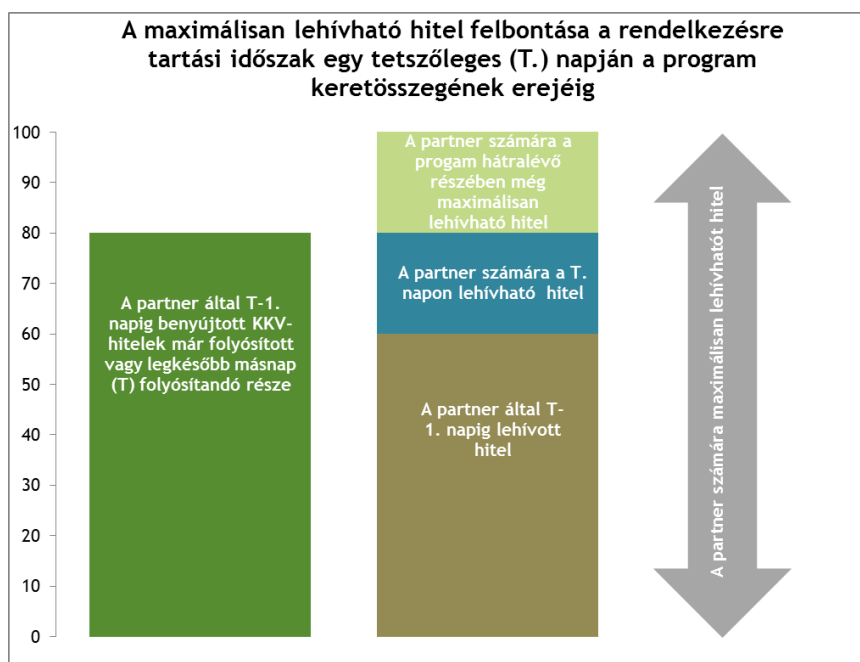 A maximálisan lehívható hitel felbontása a rendelkezésre
tartási időszak egy tetszőleges (T.) napján a program
keretösszegének erejéig
100
90
80
70
60
50
40
30
20
10
0
A partner által T-1.
napig benyújtott KKV-
hitelek már folyósított
vagy legkésőbb másnap
(T) folyósítandó része
A partner számára a
progam hátralévő
részében még
maximálisan
lehívható hitel
A partner számára a T.
napon lehívható hitel
A partner által T-
1. napig lehívott
hitel
A partner számára maximálisan lehívhatót hitel